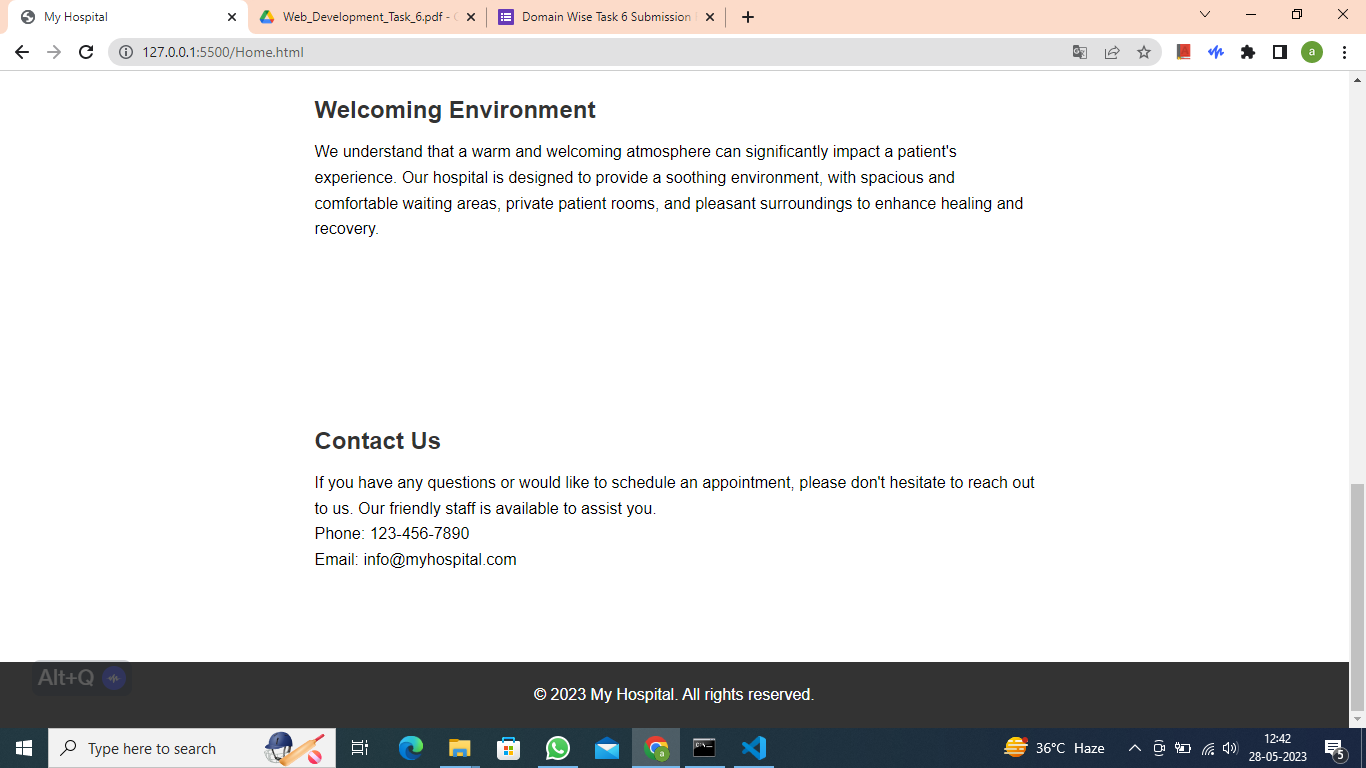 My Hospital
Web_Development_Task_6.pdf -
Domain Wise Task 6 Submission
127.0.0.1:5500/Home.html
a
Welcoming Environment
We understand that a warm and welcoming atmosphere can significantly impact a patient's
experience. Our hospital is designed to provide a soothing environment, with spacious and
comfortable waiting areas, private patient rooms, and pleasant surroundings to enhance healing and
recovery.
Contact Us
If you have any questions or would like to schedule an appointment, please don't hesitate to reach out
to us. Our friendly staff is available to assist you.
Phone: 123-456-7890
Email: info@myhospital.com
Alt+Q
© 2023 My Hospital. All rights reserved.
Type here to search
a
36°C Haze
12:42
28-05-2023
5